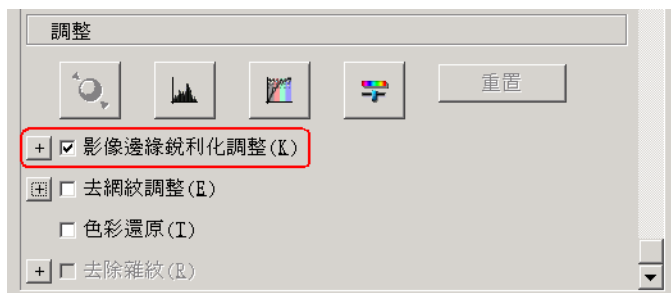 調整
重置
影像邊緣銳利化調整(K)
去網紋調整(E)
色彩還原(T)
去除雜紋(R)